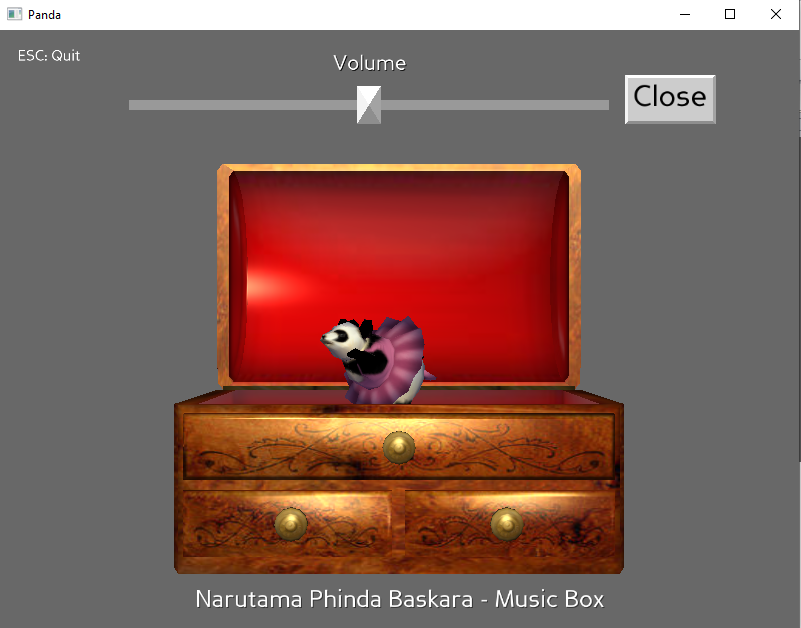 Panda
ESC: Quit
Volume
Close
Narutama Phinda Baskara - Music Box